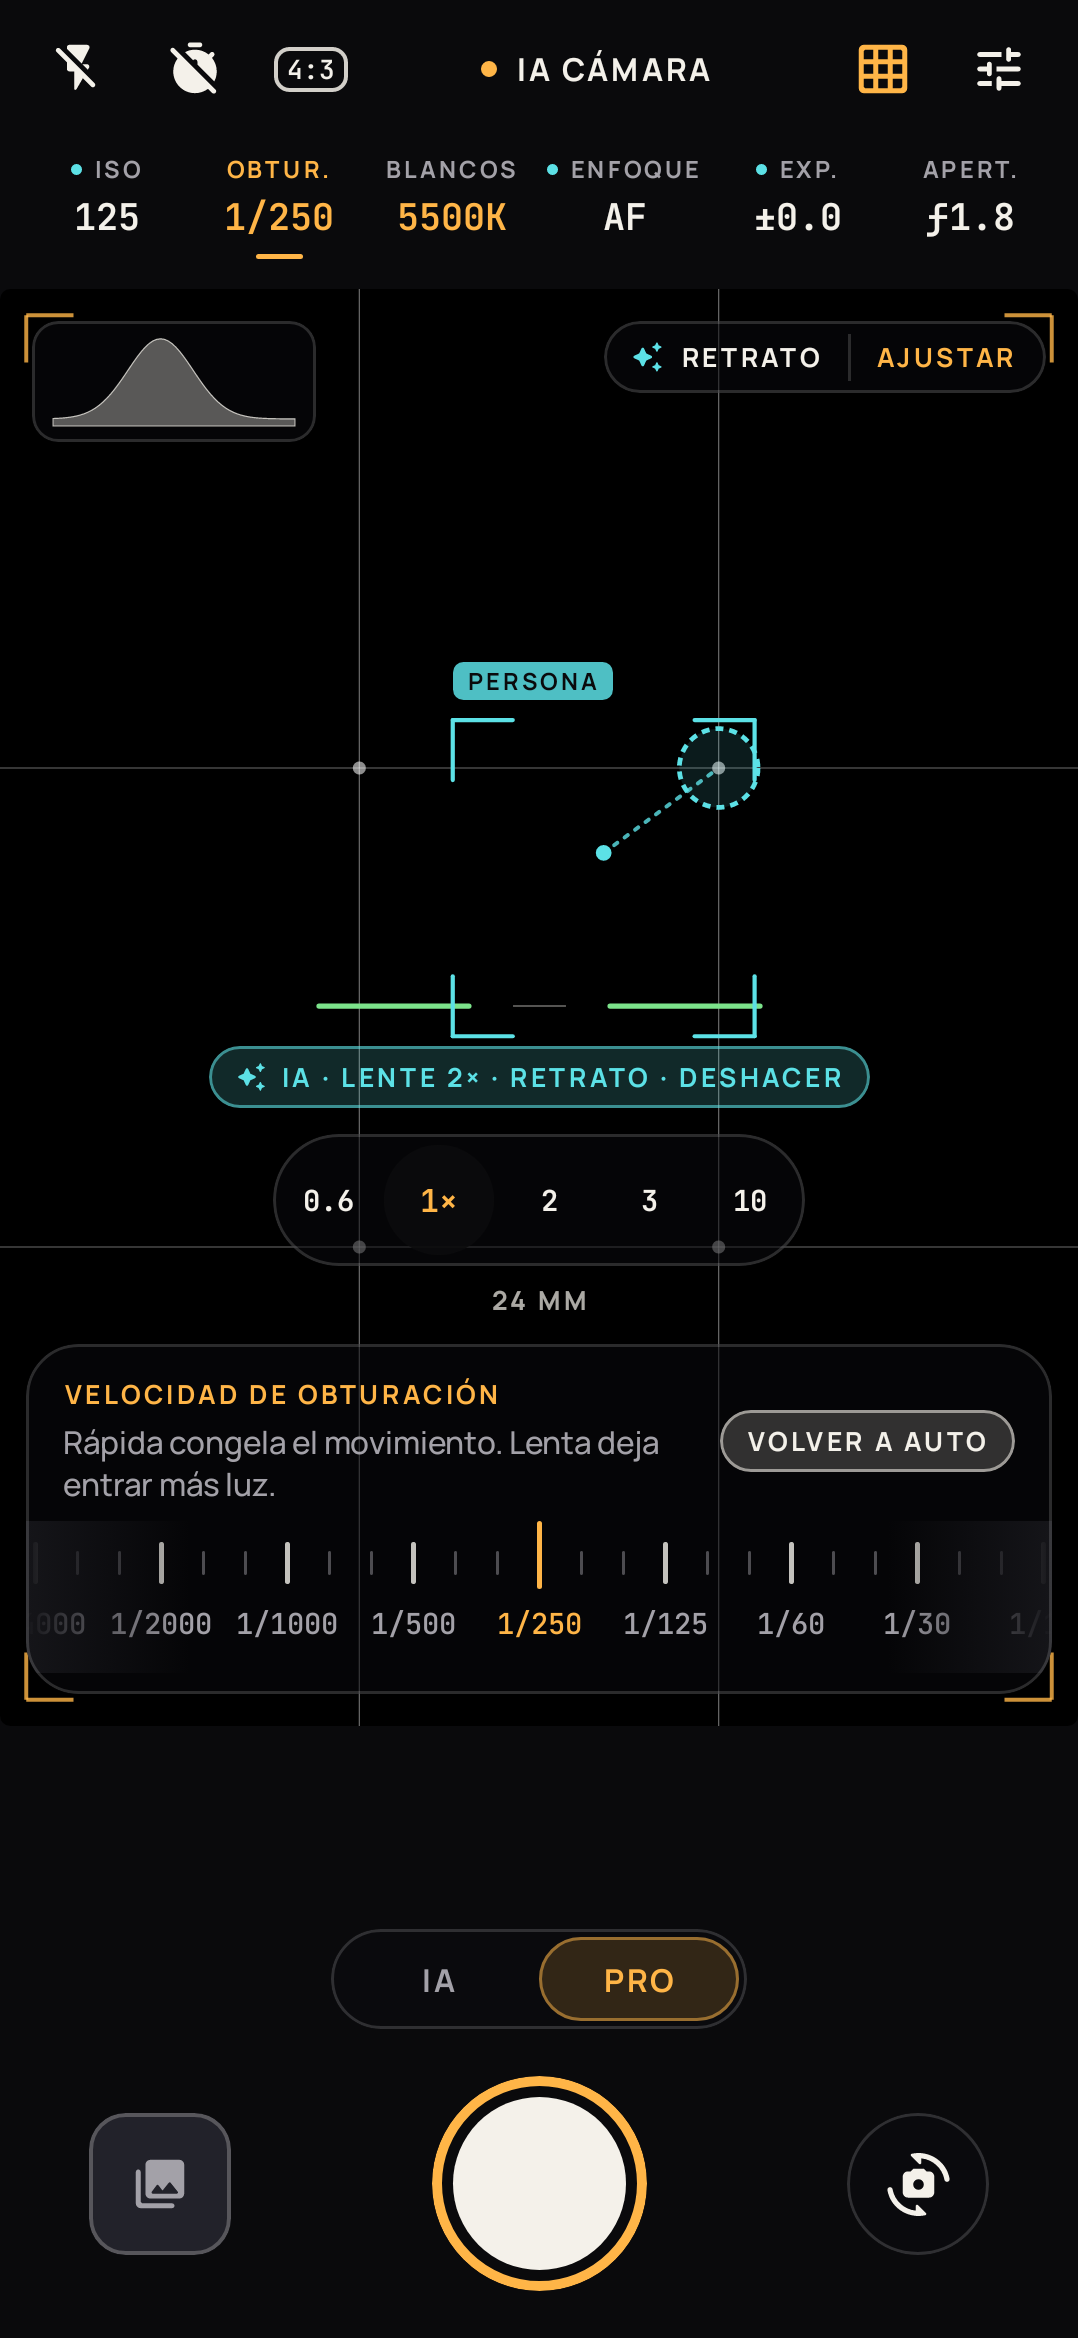 4:3
IA CÁMARA
ISO
OBTUR.
BLANCOS
ENFOQUE
EXP.
APERT.
125
1/250
5500K
AF
±0.0
ƒ1.8
RETRATO
AJUSTAR
PERSONA
IA · LENTE 2× · RETRATO · DESHACER
0.6
1×
2
3
10
24 MM
VELOCIDAD DE OBTURACIÓN
Rápida congela el movimiento. Lenta deja
entrar más luz.
VOLVER A AUTO
000
1/2000
1/1000
1/500
1/250
1/125
1/60
1/30
1/
IA
PRO